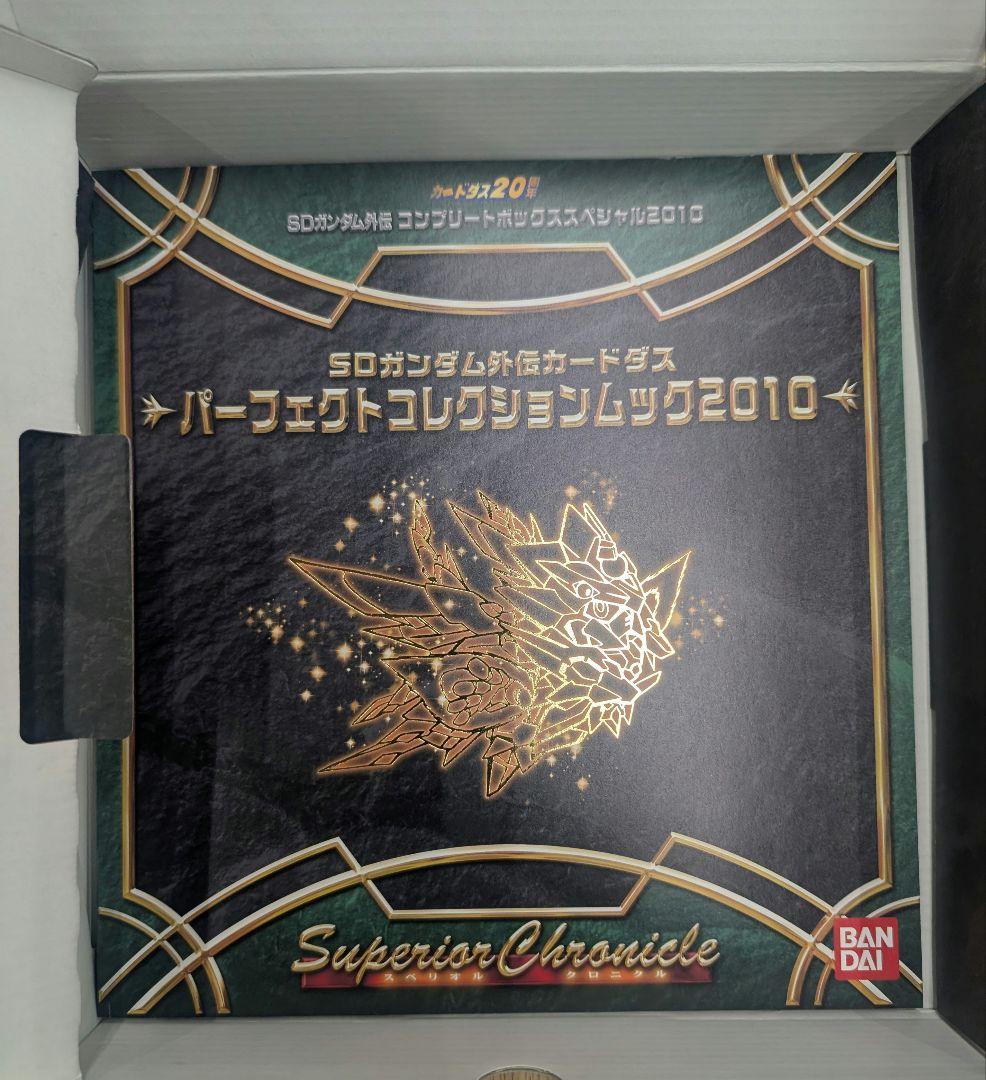 カードダス20周年
SDガンダム外伝 コンプリートボックススペシャル2010
SDガンダム外伝カードダス
パーフェクトコレクションムック2010
Superior Chronicle
スペリオル クロニクル
BAN
DAI